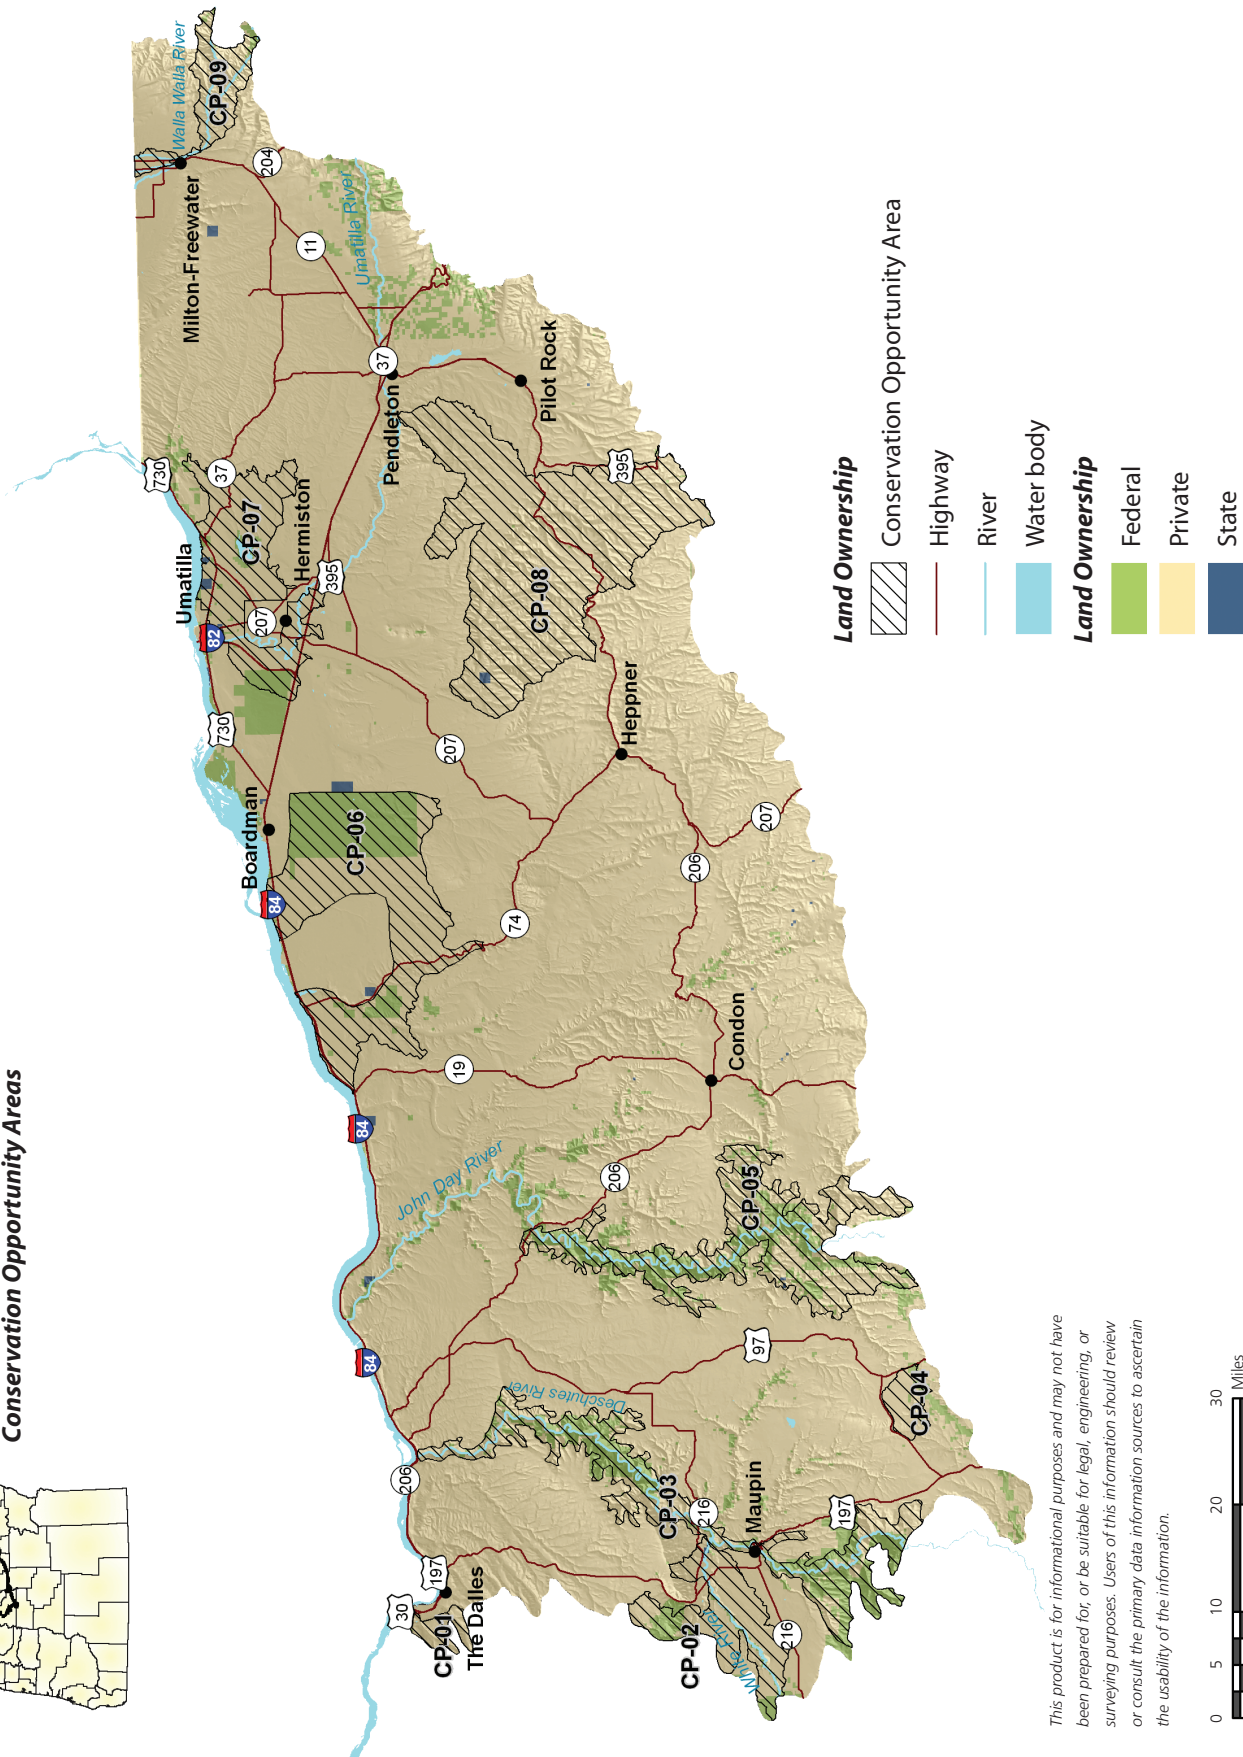 Conservation Opportunity Areas
Walla Walla River
CP-09
Milton-Freewater
204
11
Umatilla River
730
37
Umatilla
CP-07
Hermiston
82
207
395
37
Pendleton
Pilot Rock
395
CP-08
730
Boardman
84
CP-06
207
Heppner
74
206
207
19
Condon
84
John Day River
206
CP-05
84
97
Deschutes River
CP-04
206
CP-03
216
Maupin
197
30
197
CP-01
The Dalles
CP-02
White River
216
Land Ownership
Conservation Opportunity Area
Highway
River
Water body
Land Ownership
Federal
Private
State
This product is for informational purposes and may not have
been prepared for, or be suitable for legal, engineering, or
surveying purposes. Users of this information should review
or consult the primary data information sources to ascertain
the usability of the information.
0 5 10 20 30
Miles